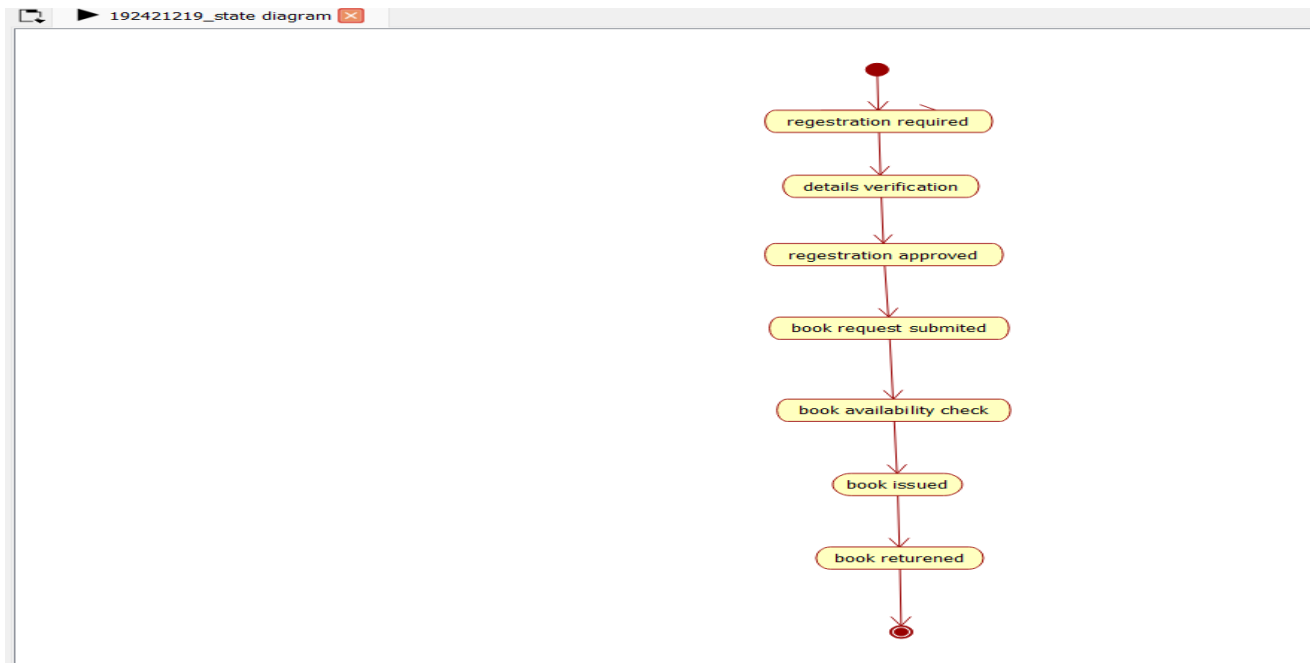 192421219_state diagram
regestration required
details verification
regestration approved
book request submited
book availability check
book issued
book returened